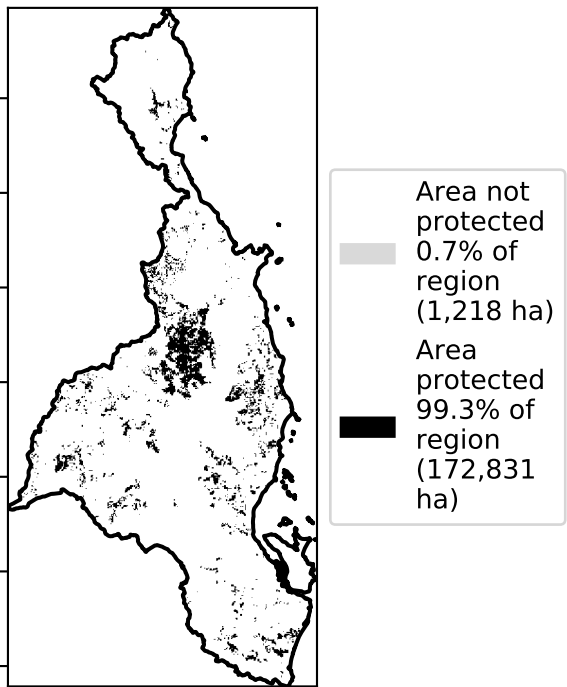 Area not
protected
0.7% of
region
(1,218 ha)
Area
protected
99.3% of
region
(172,831
ha)